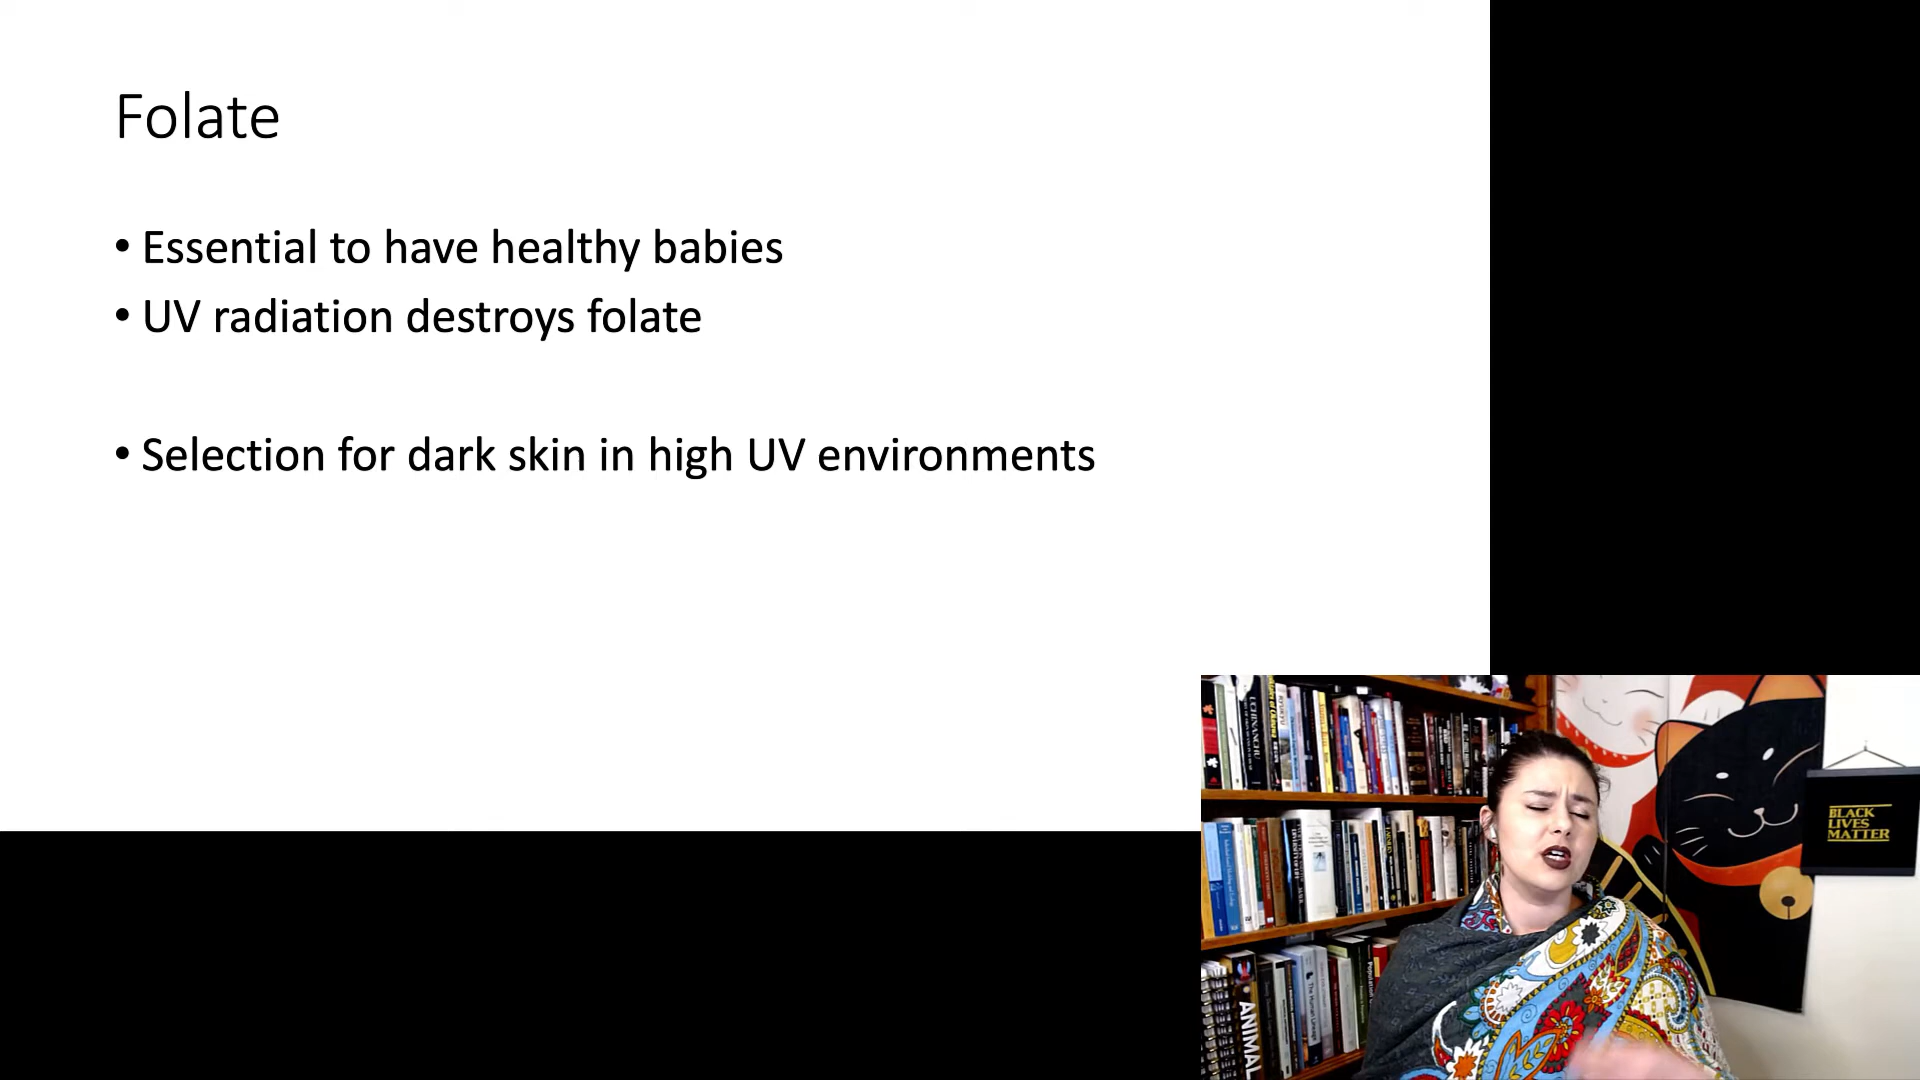 Folate
• Essential to have healthy babies
• UV radiation destroys folate
• Selection for dark skin in high UV environments
BLACK
LIVES
MATTER
ANIMAL